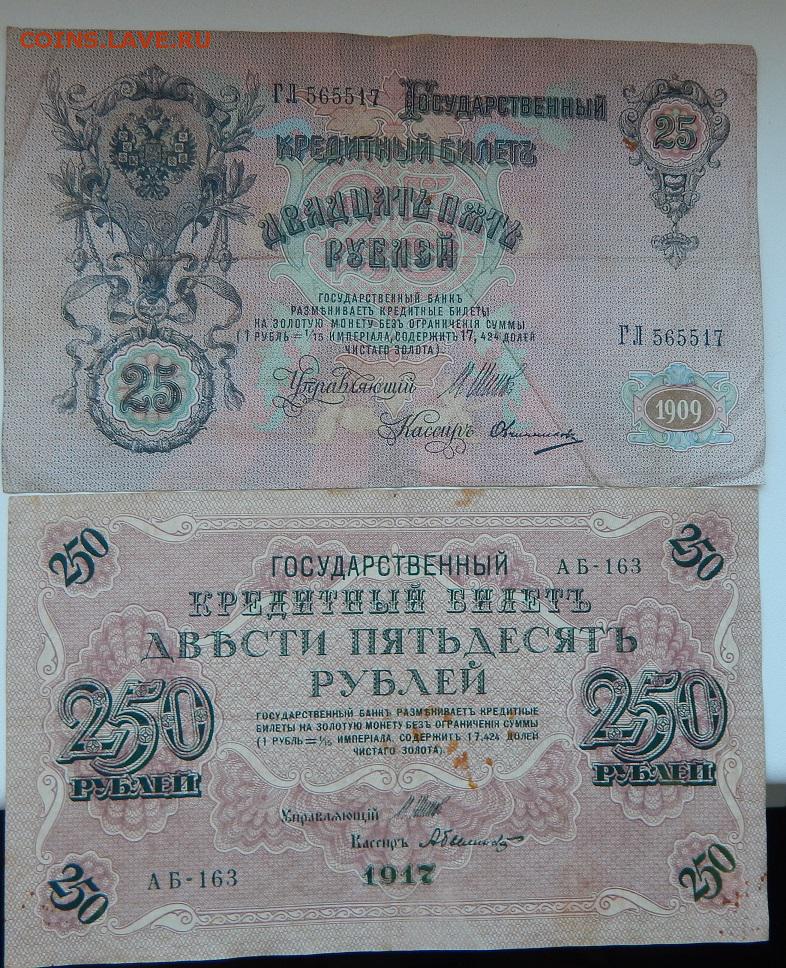 COINS.LAVE.RU
ГЛ 565517 ГОСУДАРСТВЕННЫЙ
25
КРЕДИТНЫЙ БИЛЕТЪ
25
ДВАДЦАТЬ ПЯТЬ
РУБЛЕЙ
ГОСУДАРСТВЕННЫЙ БАНКЪ
РАЗМѢНИВАЕТЪ КРЕДИТНЫЕ БИЛЕТЫ
НА ЗОЛОТУЮ МОНЕТУ БЕЗЪ ОГРАНИЧЕНІЯ СУММЫ
(1 РУБЛЬ = 1/15 ИМПЕРІАЛА, СОДЕРЖИТЪ 17,424 ДОЛЕЙ
ЧИСТАГО ЗОЛОТА).
ГЛ 565517
25
Управляющій
1909
Кассиръ Овчинниковъ
250
250
ГОСУДАРСТВЕННЫЙ АБ-163
КРЕДИТНЫЙ БИЛЕТЪ
ДВѢСТИ ПЯТЬДЕСЯТЪ
РУБЛЕЙ
250 РУБЛЕЙ
250 РУБЛЕЙ
ГОСУДАРСТВЕННЫЙ БАНКЪ РАЗМѢНИВАЕТЪ КРЕДИТНЫЕ
БИЛЕТЫ НА ЗОЛОТУЮ МОНЕТУ БЕЗЪ ОГРАНИЧЕНІЯ СУММЫ
(1 РУБЛЬ = 1/15 ИМПЕРІАЛА, СОДЕРЖИТЪ 17,424 ДОЛЕЙ
ЧИСТАГО ЗОЛОТА).
Управляющій
Кассиръ
250
АБ-163
1917
250